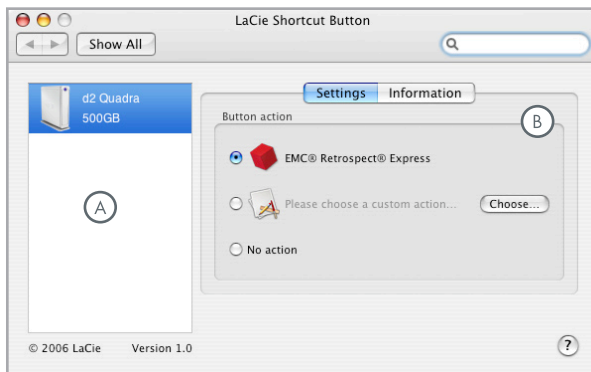 LaCie Shortcut Button
Show All
d2 Quadra
500GB
A
Settings Information
B
Button action
EMC® Retrospect® Express
Please choose a custom action... Choose...
No action
© 2006 LaCie Version 1.0
?